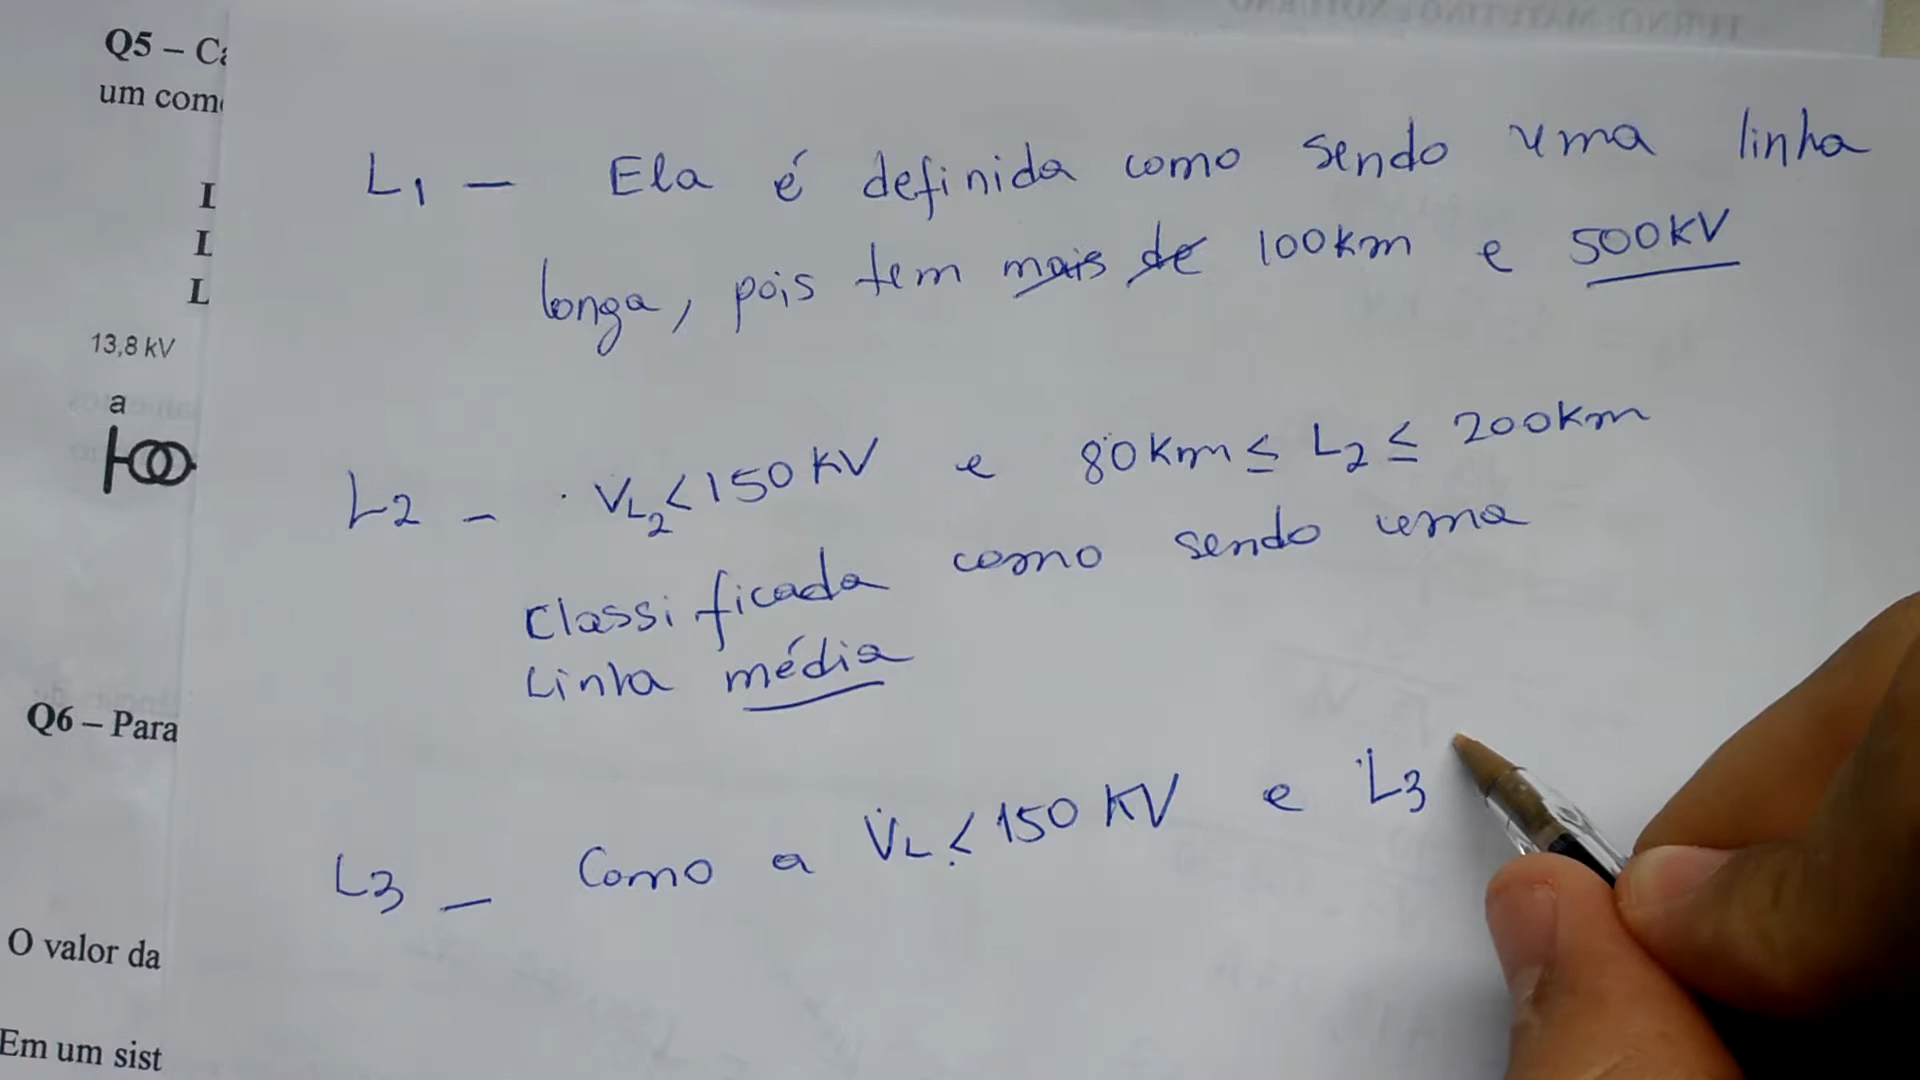 Q5 – Ca
um com
L1 – Ela é definida como sendo uma linha
longa, pois tem mais de 100km e 500kV
L
L
L
13,8 kV
a
L2 – VL2 < 150 kV e 80km ≤ L2 ≤ 200km
Classificada como sendo uma
Linha média
Q6 – Para
L3 – Como a VL < 150 KV e L3
O valor da
Em um sist